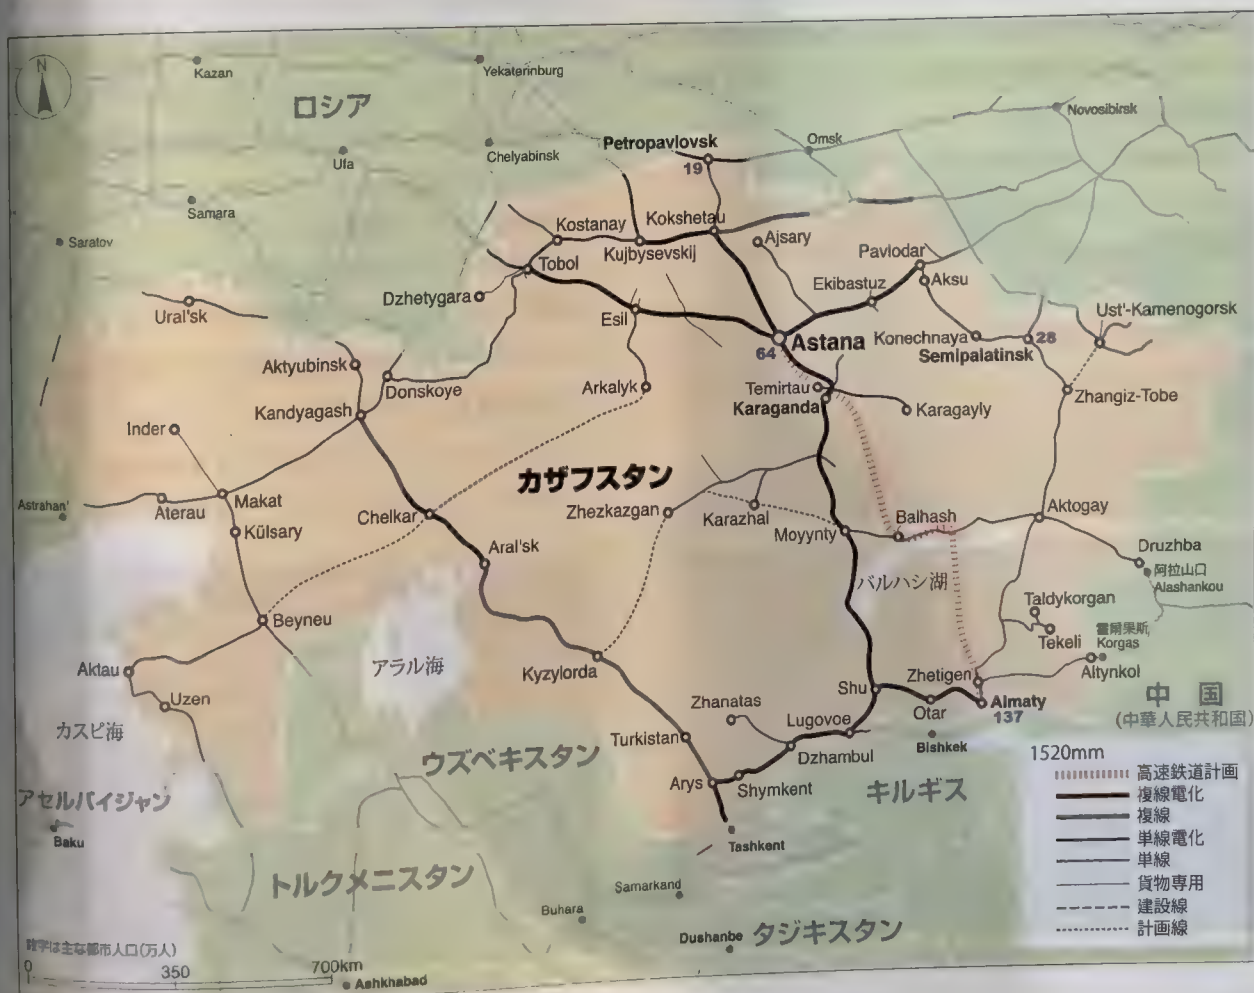 N
Kazan
Yekaterinburg
ロシア
Novosibirsk
Petropavlovsk
19
Omsk
Ufa
Chelyabinsk
Samara
Saratov
Kostanay
Kokshetau
Ajsary
Kujbysevskij
Pavlodar
Tobol
Ekibastuz
Aksu
Dzhetygara
Ural'sk
Esil
Ust'-Kamenogorsk
Astana
64
Konechnaya
28
Semipalatinsk
Aktyubinsk
Donskoye
Arkalyk
Temirtau
Karaganda
Karagayly
Zhangiz-Tobe
Kandyagash
Inder
カザフスタン
Astrahan'
Aterau
Makat
Chelkar
Zhezkazgan
Karazhal
Moyynty
Balhash
Aktogay
Külsary
Aral'sk
Druzhba
阿拉山口
Alashankou
バルハシ湖
Taldykorgan
Tekeli
霍爾果斯
Korgas
Altynkol
Beyneu
アラル海
Aktau
Uzen
Kyzylorda
Zhetigen
Shu
Otar
Almaty
137
中国
(中華人民共和国)
カスピ海
Zhanatas
Lugovoe
Dzhambul
Bishkek
Turkistan
ウズベキスタン
Arys
Shymkent
キルギス
アゼルバイジャン
Baku
Tashkent
トルクメニスタン
Samarkand
Buhara
Dushanbe
タジキスタン
1520mm
高速鉄道計画
複線電化
複線
単線電化
単線
貨物専用
建設線
計画線
数字は主な都市人口(万人)
0 350 700km
Ashkhabad